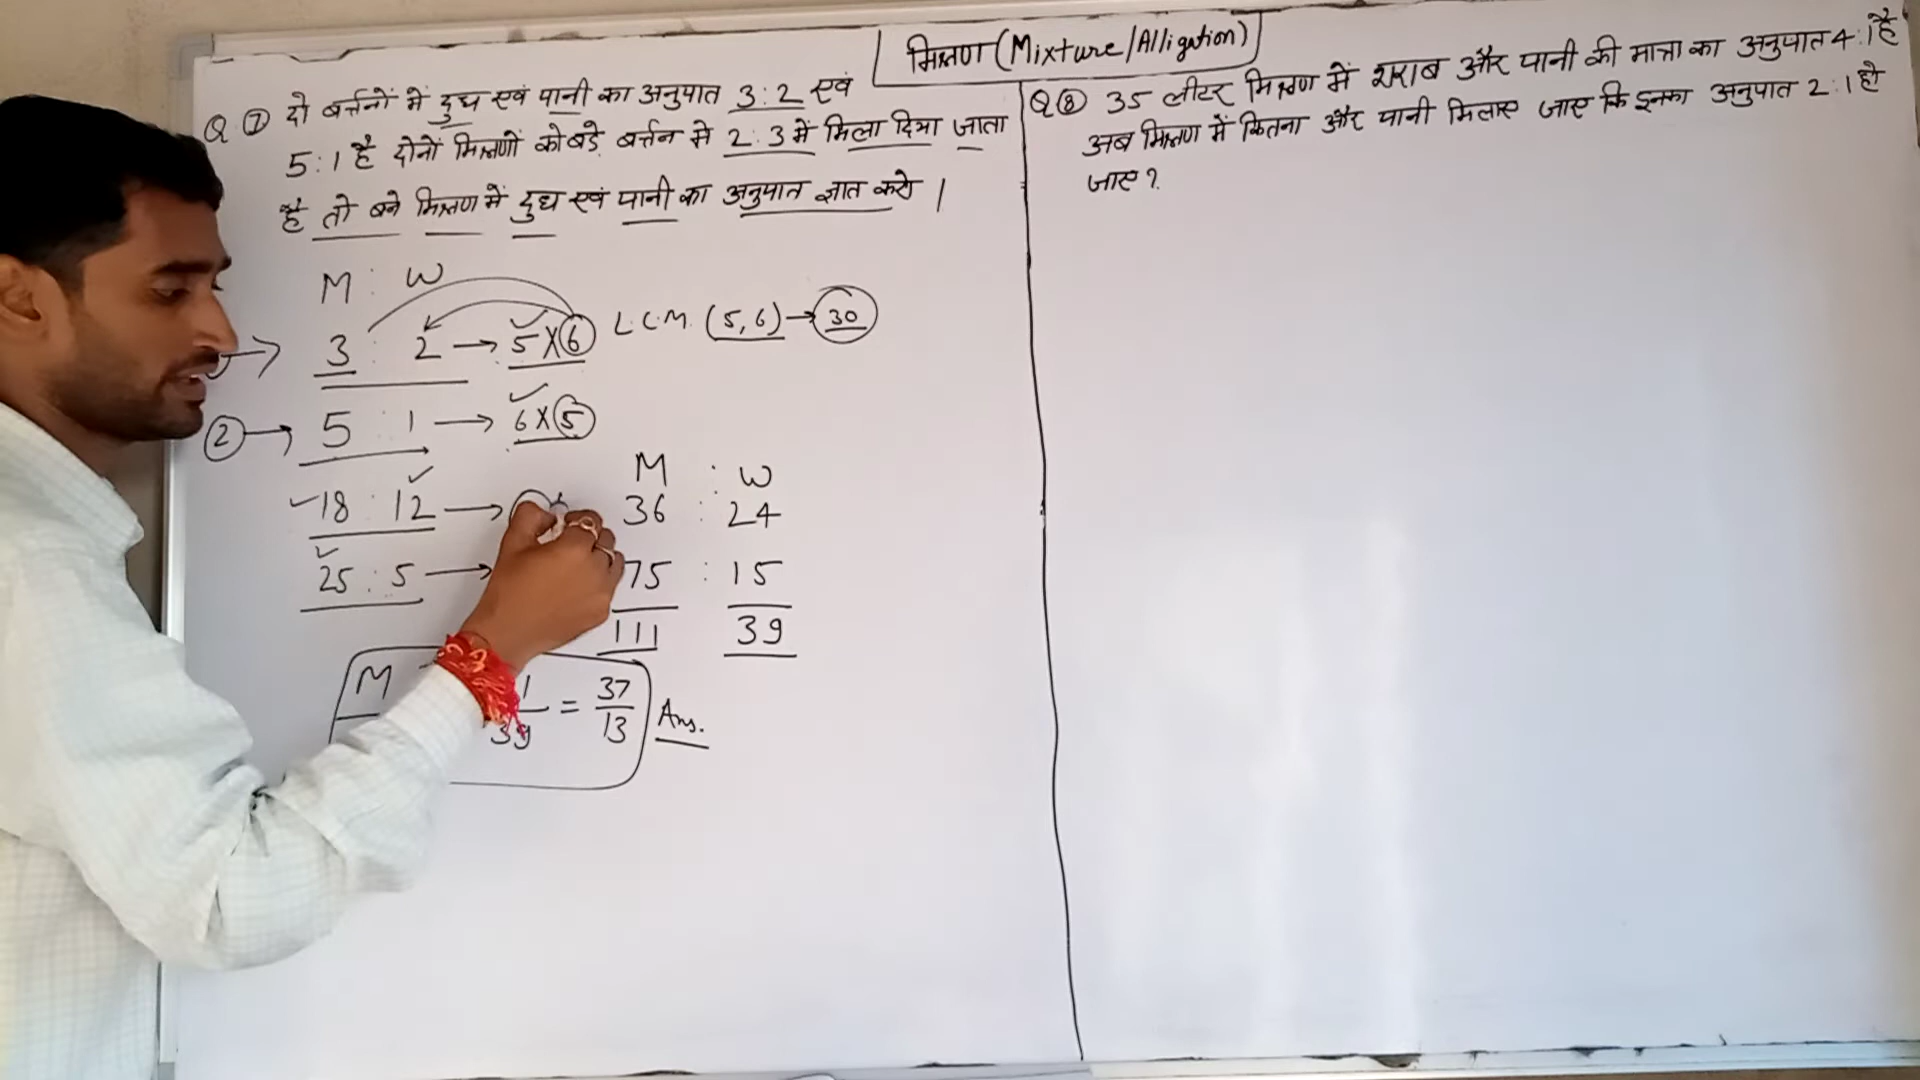 मिश्रण (Mixture/Alligation)
Q ⑦ दो बर्त्तनों में दुध एवं पानी का अनुपात 3:2 एवं
5:1 है दोनों मिश्रणों को बडे़ बर्त्तन मे 2:3 में मिला दिया जाता
है तो बने मिश्रण में दुध एवं पानी का अनुपात ज्ञात करो |
M : W
3 : 2 → 5×6 L.C.M. (5,6) → 30
② → 5 : 1 → 6×5
18 : 12 →
25 : 5 →
M : W
36 : 24
75 : 15
111 39
M
39
= 37/13 Ans.
Q ⑧ 35 लीटर मिश्रण में शराब और पानी की मात्रा का अनुपात 4:1 है
अब मिश्रण में कितना और पानी मिलाए जाए कि इनका अनुपात 2:1 हो
जाए ?